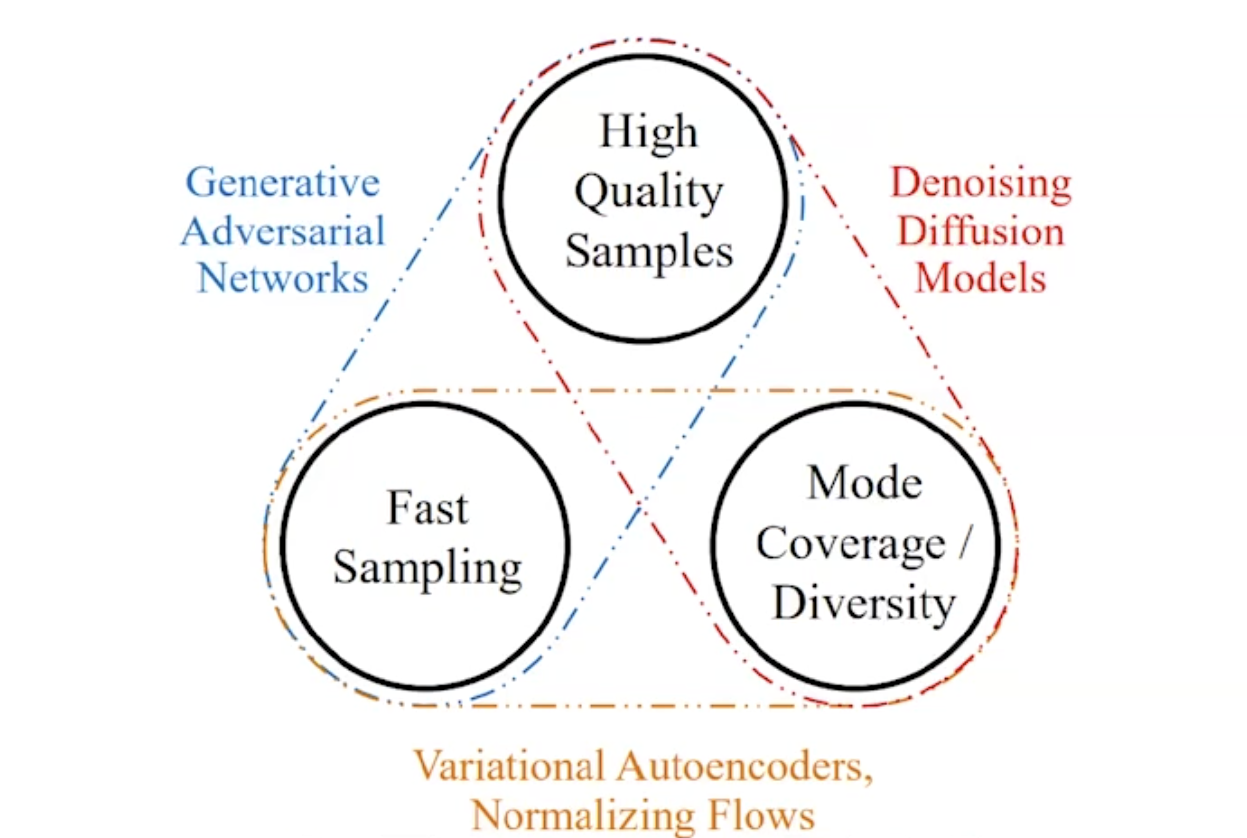 High
Quality
Samples
Generative
Adversarial
Networks
Denoising
Diffusion
Models
Fast
Sampling
Mode
Coverage /
Diversity
Variational Autoencoders,
Normalizing Flows